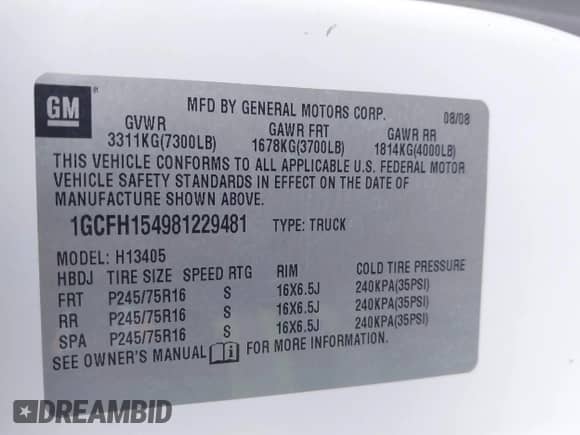 GM
MFD BY GENERAL MOTORS CORP. 08/08
GVWR GAWR FRT GAWR RR
3311KG(7300LB) 1678KG(3700LB) 1814KG(4000LB)
THIS VEHICLE CONFORMS TO ALL APPLICABLE U.S. FEDERAL MOTOR
VEHICLE SAFETY STANDARDS IN EFFECT ON THE DATE OF
MANUFACTURE SHOWN ABOVE.
1GCFH154981229481 TYPE: TRUCK
MODEL: H13405
HBDJ TIRE SIZE SPEED RTG RIM COLD TIRE PRESSURE
FRT P245/75R16 S 16X6.5J 240KPA(35PSI)
RR P245/75R16 S 16X6.5J 240KPA(35PSI)
SPA P245/75R16 S 16X6.5J 240KPA(35PSI)
SEE OWNER'S MANUAL i FOR MORE INFORMATION.
DREAMBID